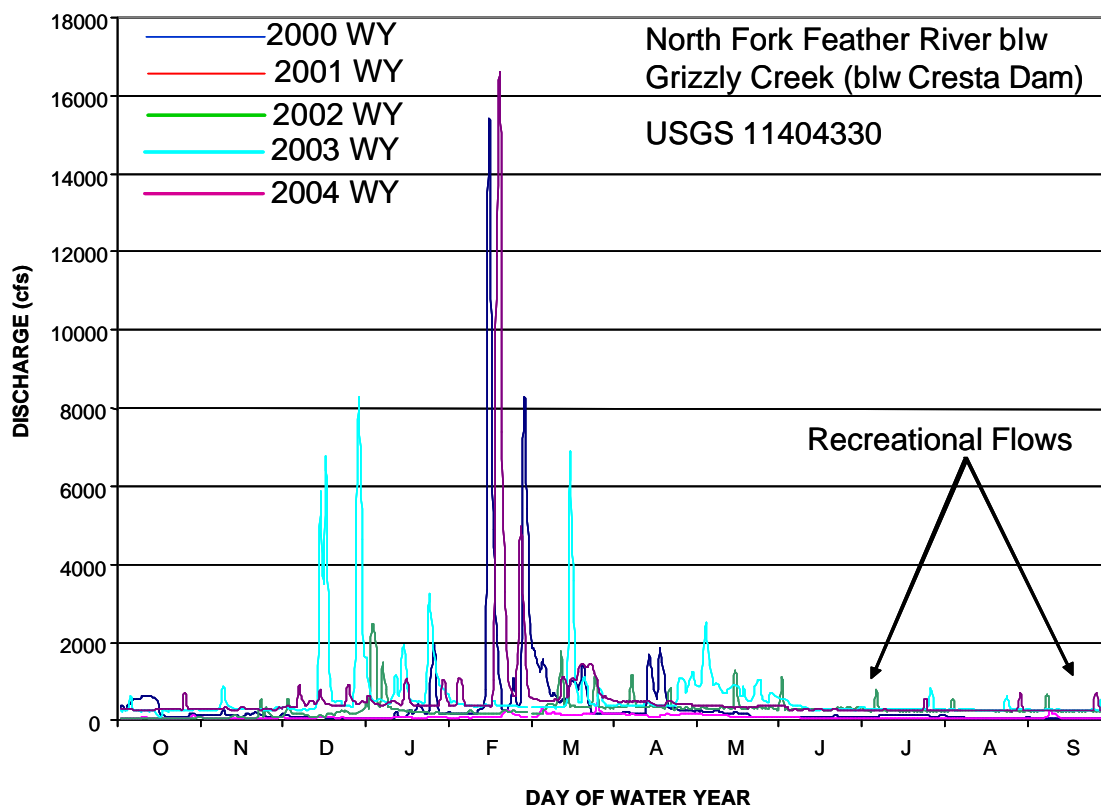 18000
16000
14000
12000
10000
8000
6000
4000
2000
0
DISCHARGE (cfs)
2000 WY
2001 WY
2002 WY
2003 WY
2004 WY
North Fork Feather River blw
Grizzly Creek (blw Cresta Dam)
USGS 11404330
Recreational Flows
O N D J F M A M J J A S
DAY OF WATER YEAR